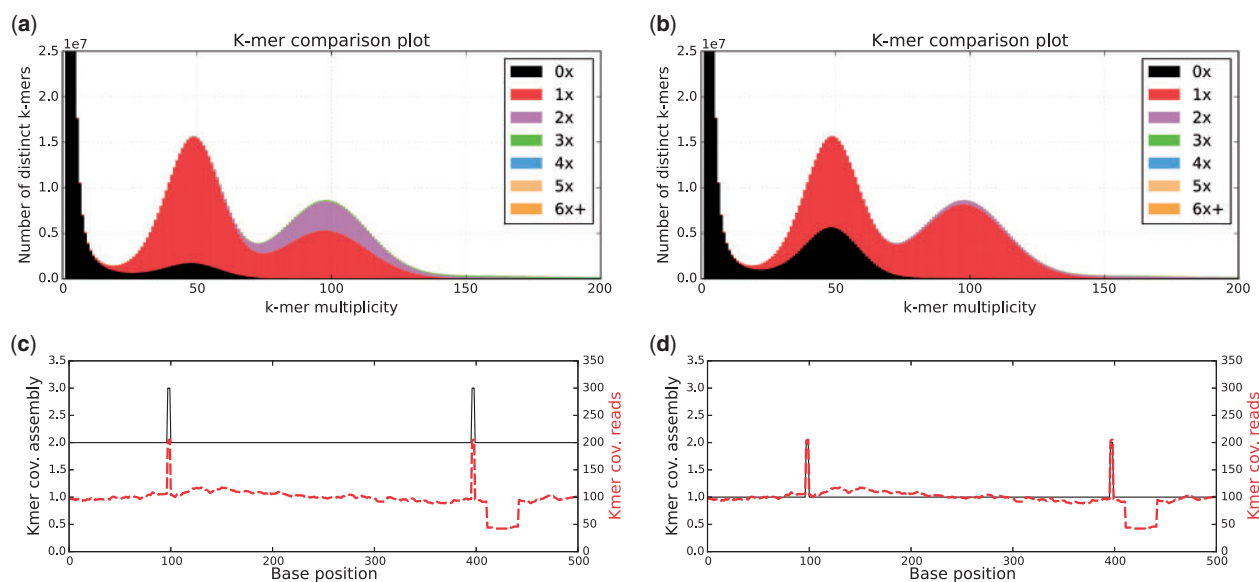 (a)
K-mer comparison plot
1e7
Number of distinct k-mers
2.5
2.0
1.5
1.0
0.5
0.0
0 50 100 150 200
k-mer multiplicity
0x
1x
2x
3x
4x
5x
6x+
(b)
K-mer comparison plot
1e7
Number of distinct k-mers
2.5
2.0
1.5
1.0
0.5
0.0
0 50 100 150 200
k-mer multiplicity
0x
1x
2x
3x
4x
5x
6x+
(c)
Kmer cov. assembly
3.5
3.0
2.5
2.0
1.5
1.0
0.5
0.0
0 100 200 300 400 500
Base position
350
300
250
200
150
100
50
0
Kmer cov. reads
(d)
Kmer cov. assembly
3.5
3.0
2.5
2.0
1.5
1.0
0.5
0.0
0 100 200 300 400 500
Base position
350
300
250
200
150
100
50
0
Kmer cov. reads